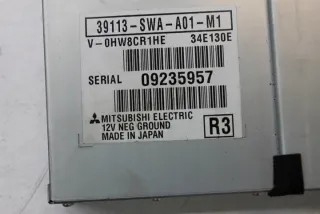 39113-SWA-A01-M1
V-0HW8CR1HE 34E130E
SERIAL 09235957
MITSUBISHI ELECTRIC
12V NEG GROUND
MADE IN JAPAN
R3